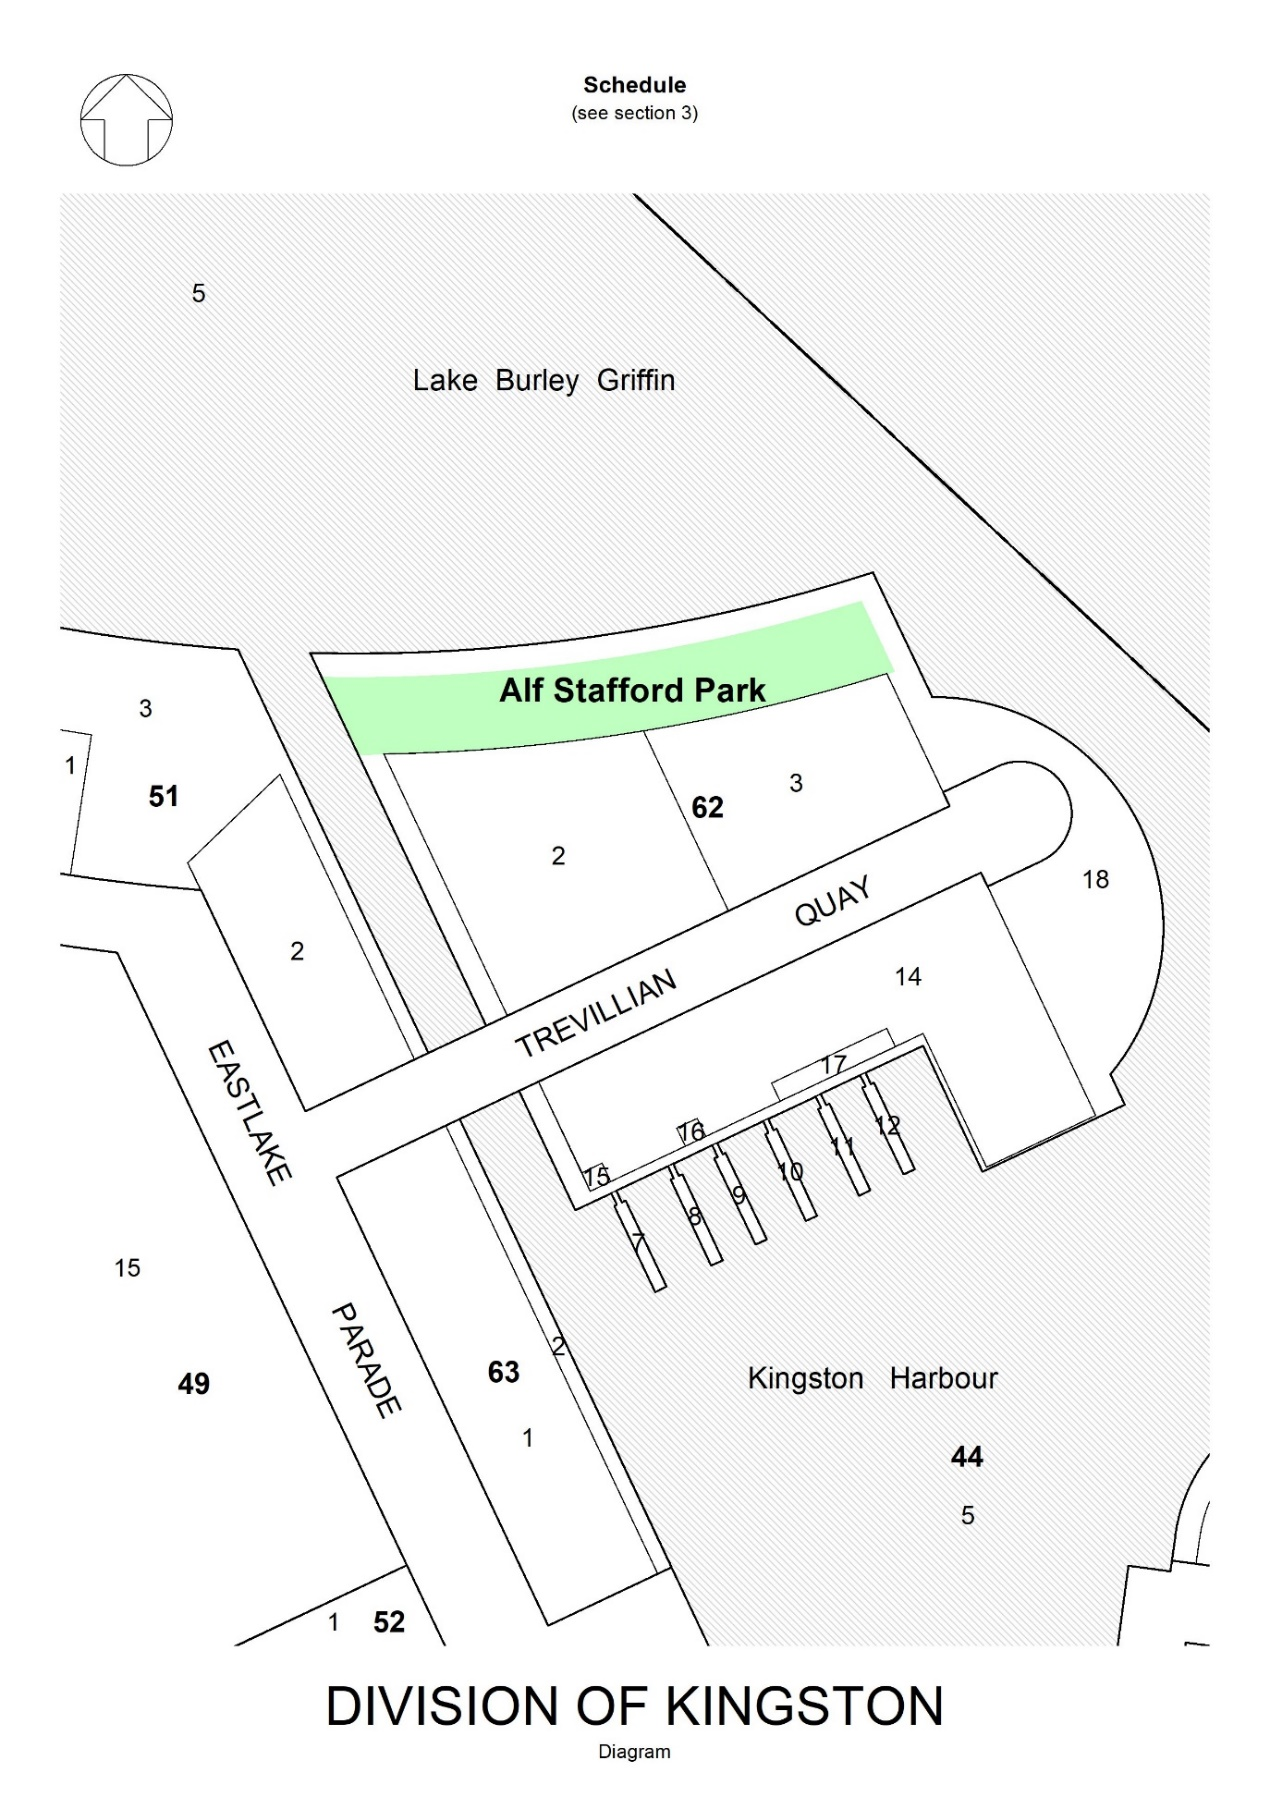 Schedule
(see section 3)
5
Lake Burley Griffin
Alf Stafford Park
3
1
51
3
62
2
18
QUAY
2
14
TREVILLIAN
EASTLAKE
17
16
12
11
15
10
9
8
7
15
PARADE
2
63
49
Kingston Harbour
1
44
5
1 52
DIVISION OF KINGSTON
Diagram